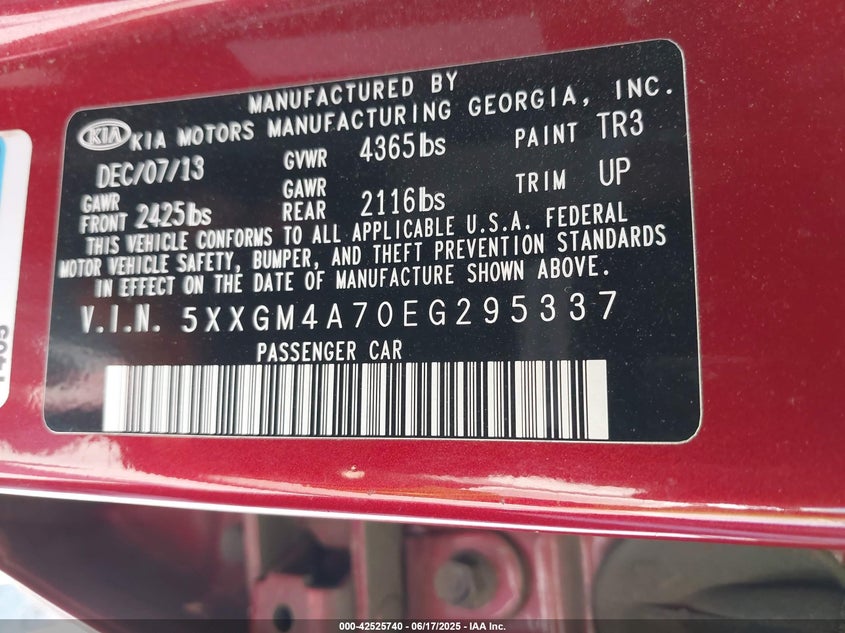 MANUFACTURED BY
KIA KIA MOTORS MANUFACTURING GEORGIA, INC.
DEC/07/13 GVWR 4365lbs PAINT TR3
GAWR FRONT 2425lbs GAWR REAR 2116lbs TRIM UP
THIS VEHICLE CONFORMS TO ALL APPLICABLE U.S.A. FEDERAL
MOTOR VEHICLE SAFETY, BUMPER, AND THEFT PREVENTION STANDARDS
IN EFFECT ON THE DATE OF MANUFACTURE SHOWN ABOVE.
V.I.N. 5XXGM4A70EG295337
PASSENGER CAR
000-42525740 - 06/17/2025 - IAA Inc.